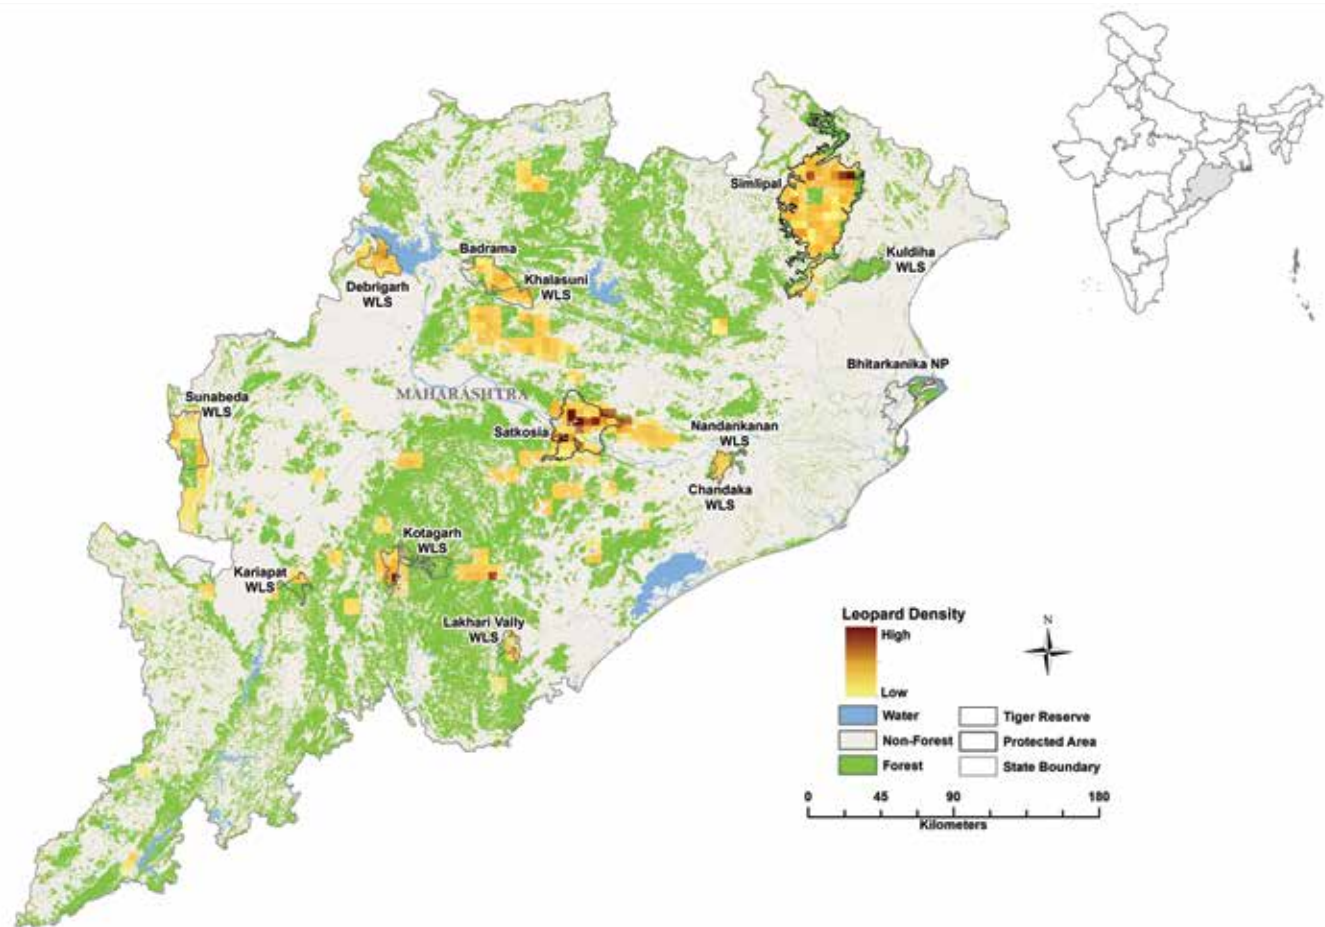 Simlipal
Kuldiha
WLS
Badrama
Khalasuni
WLS
Debrigarh
WLS
Bhitarkanika NP
MAHARASHTRA
Sunabeda
WLS
Satkosia
Nandankanan
WLS
Chandaka
WLS
Kotagarh
WLS
Kariapat
WLS
Lakhari Vally
WLS
Leopard Density
High
Low
Water
Non-Forest
Forest
Tiger Reserve
Protected Area
State Boundary
N
0 45 90 180
Kilometers